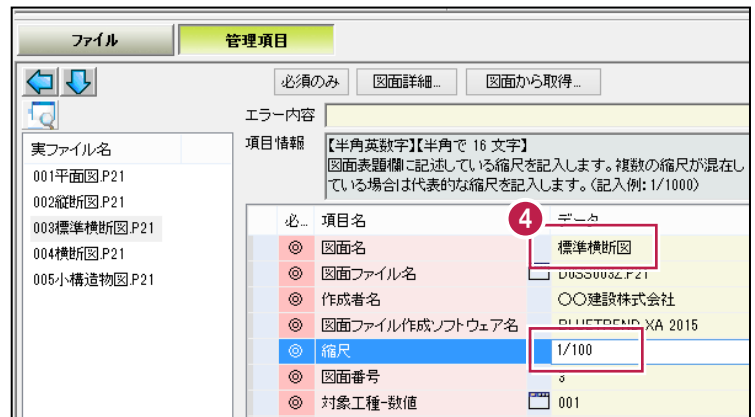 ファイル
管理項目
必須のみ
図面詳細...
図面から取得...
エラー内容
項目情報
【半角英数字】【半角で 16 文字】
図面表題欄に記述している縮尺を記入します。複数の縮尺が混在し
ている場合は代表的な縮尺を記入します。(記入例: 1/1000)
実ファイル名
001平面図.P21
002縦断図.P21
003標準横断図.P21
004横断図.P21
005小構造物図.P21
必... 項目名 データ
4
◎ 図面名 標準横断図
◎ 図面ファイル名
◎ 作成者名 〇〇建設株式会社
◎ 図面ファイル作成ソフトウェア名 BLUETREND XA 2015
◎ 縮尺 1/100
◎ 図面番号 3
◎ 対象工種-数値 001